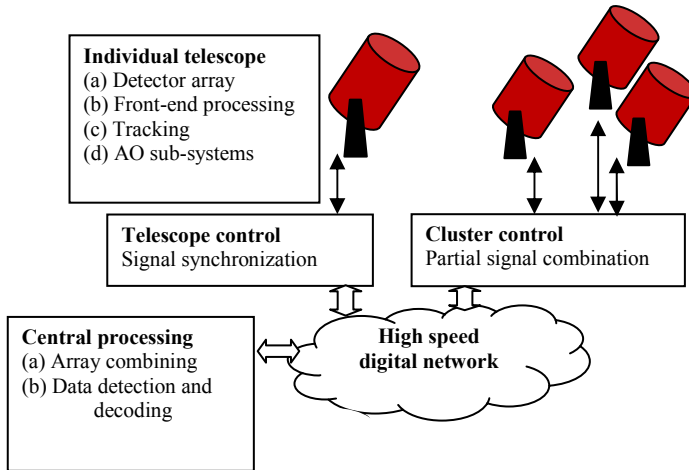 Individual telescope
(a) Detector array
(b) Front-end processing
(c) Tracking
(d) AO sub-systems
Telescope control
Signal synchronization
Cluster control
Partial signal combination
Central processing
(a) Array combining
(b) Data detection and
decoding
High speed
digital network